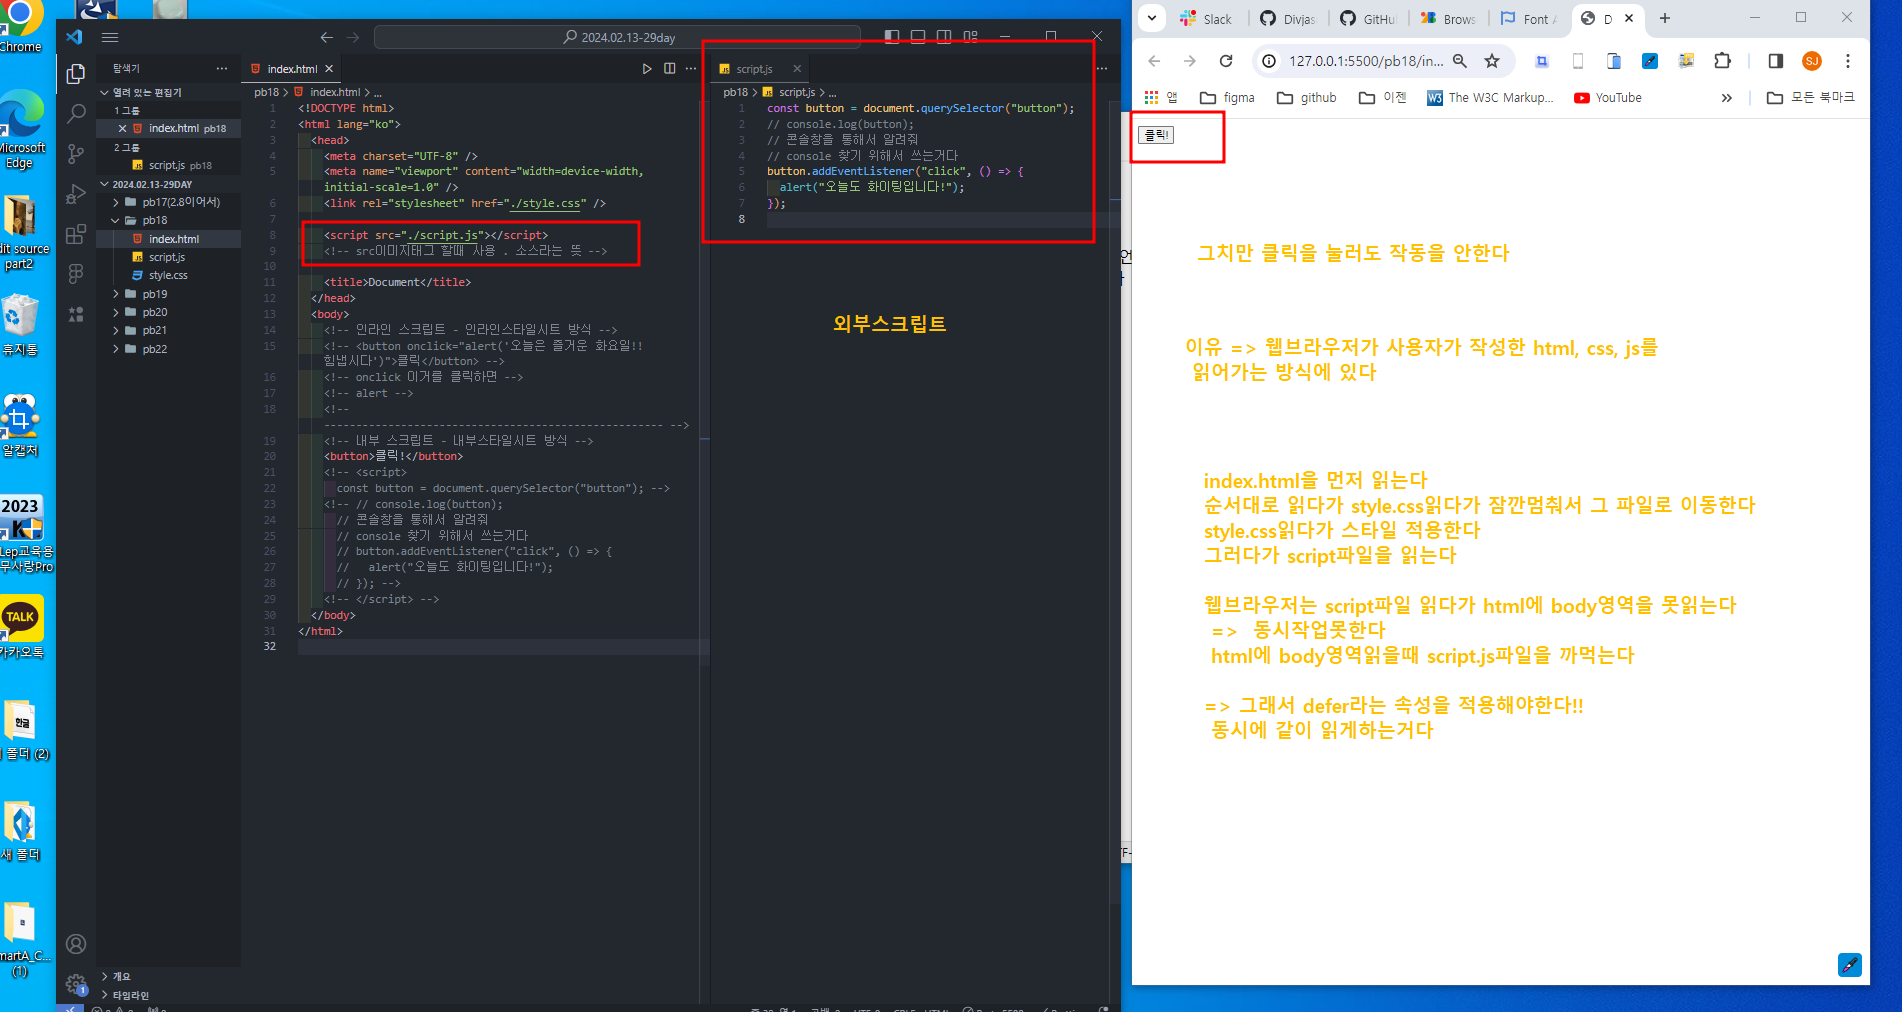 Chrome
Microsoft
Edge
dit source
part2
휴지통
알캡처
2023
Lep교육용
무사랑Pro
TALK
카카오톡
한글
폴더 (2)
새 폴더
martA_C...
(1)
2024.02.13-29day
탐색기
열려 있는 편집기
1 그룹
index.html pb18
2 그룹
script.js pb18
2024.02.13-29DAY
pb17(2.8이어서)
pb18
index.html
script.js
style.css
pb19
pb20
pb21
pb22
개요
타임라인
1
index.html
pb18 > index.html > ...
1 <!DOCTYPE html>
2 <html lang="ko">
3 <head>
4 <meta charset="UTF-8" />
5 <meta name="viewport" content="width=device-width,
initial-scale=1.0" />
6 <link rel="stylesheet" href="./style.css" />
7
8 <script src="./script.js"></script>
9 <!-- src이미지태그 할때 사용 . 소스라는 뜻 -->
10
11 <title>Document</title>
12 </head>
13 <body>
14 <!-- 인라인 스크립트 - 인라인스타일시트 방식 -->
15 <!-- <button onclick="alert('오늘은 즐거운 화요일!!
힘냅시다')">클릭</button> -->
16 <!-- onclick 이거를 클릭하면 -->
17 <!-- alert -->
18 <!--
----------------------------------------------------- -->
19 <!-- 내부 스크립트 - 내부스타일시트 방식 -->
20 <button>클릭!</button>
21 <!-- <script>
22 const button = document.querySelector("button"); -->
23 <!-- // console.log(button);
24 // 콘솔창을 통해서 알려줘
25 // console 찾기 위해서 쓰는거다
26 // button.addEventListener("click", () => {
27 //   alert("오늘도 화이팅입니다!");
28 // }); -->
29 <!-- </script> -->
30 </body>
31 </html>
32
script.js
pb18 > script.js > ...
1 const button = document.querySelector("button");
2 // console.log(button);
3 // 콘솔창을 통해서 알려줘
4 // console 찾기 위해서 쓰는거다
5 button.addEventListener("click", () => {
6 alert("오늘도 화이팅입니다!");
7 });
8
외부스크립트
Slack
Divjas
GitHu
Brows
Font A
D
127.0.0.1:5500/pb18/in...
SJ
앱
figma
github
이젠
W3 The W3C Markup...
YouTube
모든 북마크
클릭!
그치만 클릭을 눌러도 작동을 안한다
이유 => 웹브라우저가 사용자가 작성한 html, css, js를
읽어가는 방식에 있다
index.html을 먼저 읽는다
순서대로 읽다가 style.css읽다가 잠깐멈춰서 그 파일로 이동한다
style.css읽다가 스타일 적용한다
그러다가 script파일을 읽는다
웹브라우저는 script파일 읽다가 html에 body영역을 못읽는다
=> 동시작업못한다
html에 body영역읽을때 script.js파일을 까먹는다
=> 그래서 defer라는 속성을 적용해야한다!!
동시에 같이 읽게하는거다